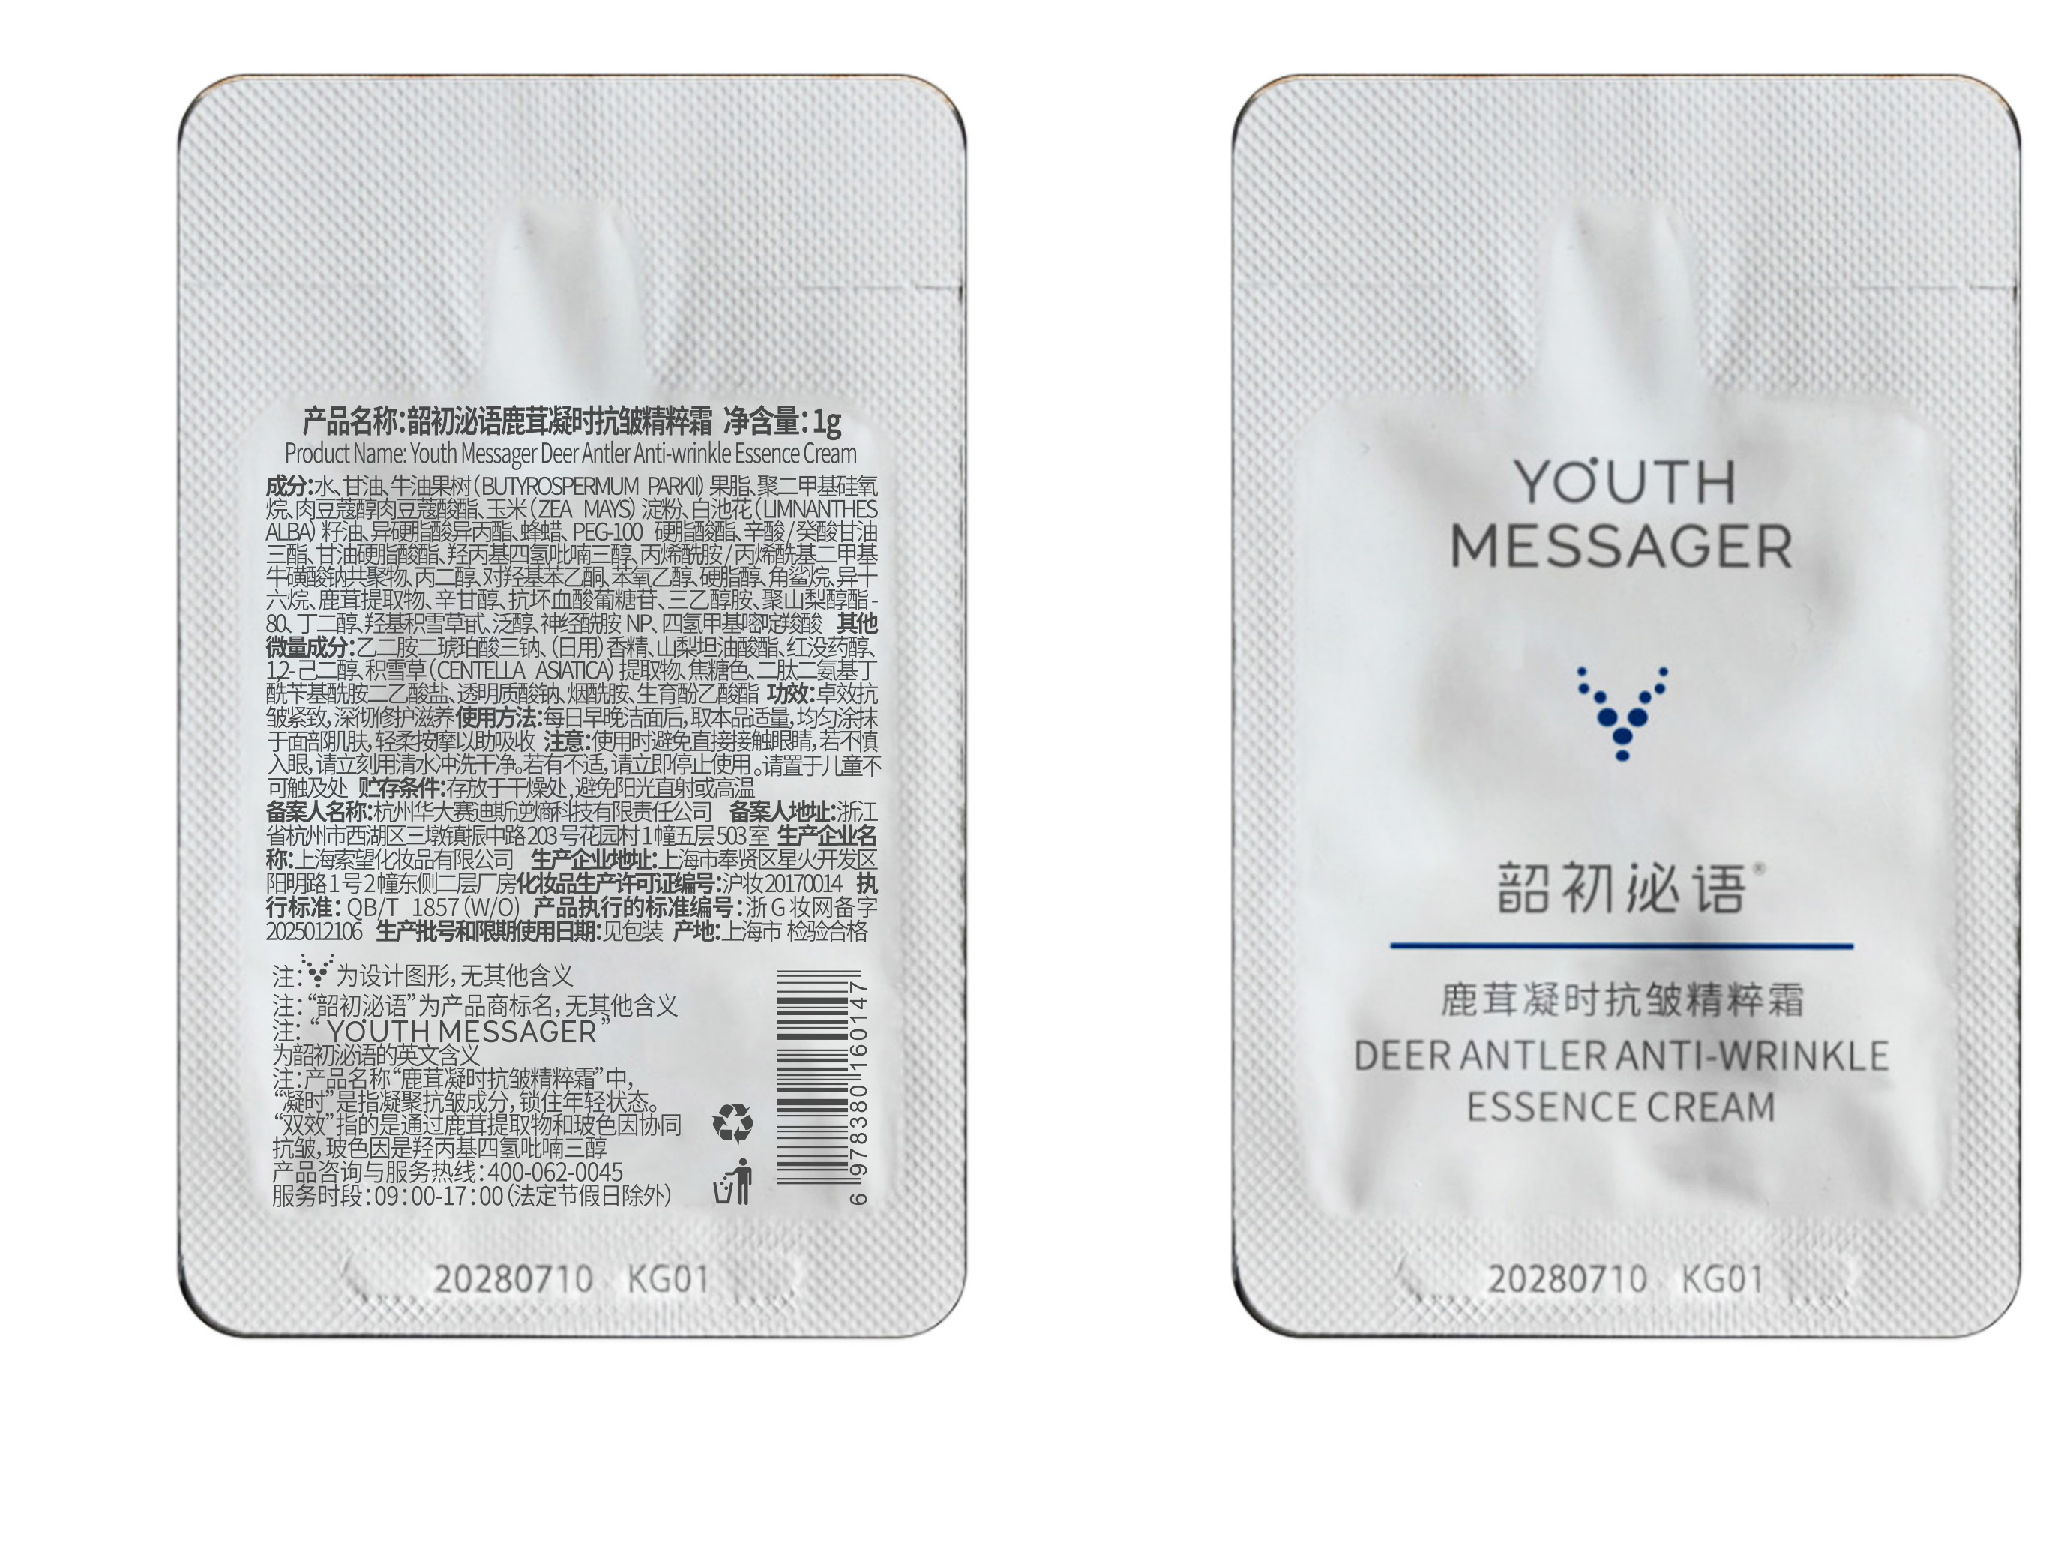 产品名称:韶初泌语鹿茸凝时抗皱精粹霜 净含量:1g
Product Name: Youth Messager Deer Antler Anti-wrinkle Essence Cream
成分:水、甘油、牛油果树(BUTYROSPERMUM PARKII)果脂、聚二甲基硅氧
烷、肉豆蔻醇肉豆蔻酸酯、玉米(ZEA MAYS)淀粉、白池花(LIMNANTHES
ALBA)籽油、异硬脂酸异丙酯、蜂蜡、PEG-100 硬脂酸酯、辛酸/癸酸甘油
三酯、甘油硬脂酸酯、羟丙基四氢吡喃三醇、丙烯酰胺/丙烯酰基二甲基
牛磺酸钠共聚物、丙二醇、对羟基苯乙酮、苯氧乙醇、硬脂醇、角鲨烷、异十
六烷、鹿茸提取物、辛甘醇、抗坏血酸葡糖苷、三乙醇胺、聚山梨醇酯-
80、丁二醇、羟基积雪草甙、泛醇、神经酰胺 NP、四氢甲基嘧啶羧酸 其他
微量成分:乙二胺二琥珀酸三钠、(日用)香精、山梨坦油酸酯、红没药醇、
1,2-己二醇、积雪草(CENTELLA ASIATICA)提取物、焦糖色、二肽二氨基丁
酰苄基酰胺二乙酸盐、透明质酸钠、烟酰胺、生育酚乙酸酯 功效:卓效抗
皱紧致,深彻修护滋养使用方法:每日早晚洁面后,取本品适量,均匀涂抹
于面部肌肤,轻柔按摩以助吸收 注意:使用时避免直接接触眼睛,若不慎
入眼,请立刻用清水冲洗干净。若有不适,请立即停止使用。请置于儿童不
可触及处 贮存条件:存放于干燥处,避免阳光直射或高温
备案人名称:杭州华大赛迪斯逆熵科技有限责任公司 备案人地址:浙江
省杭州市西湖区三墩镇振中路203号花园村1幢五层503室 生产企业名
称:上海索望化妆品有限公司 生产企业地址:上海市奉贤区星火开发区
阳明路1号2幢东侧二层厂房化妆品生产许可证编号:沪妆20170014 执
行标准:QB/T 1857(W/O) 产品执行的标准编号:浙G妆网备字
2025012106 生产批号和限期使用日期:见包装 产地:上海市 检验合格
注:为设计图形,无其他含义
注:“韶初泌语”为产品商标名,无其他含义
注:“YOUTH MESSAGER”
为韶初泌语的英文含义
注:产品名称“鹿茸凝时抗皱精粹霜”中,
“凝时”是指凝聚抗皱成分,锁住年轻状态。
“双效”指的是通过鹿茸提取物和玻色因协同
抗皱,玻色因是羟丙基四氢吡喃三醇
产品咨询与服务热线:400-062-0045
服务时段:09:00-17:00(法定节假日除外)
6 978380 160147
20280710 KG01
YOUTH
MESSAGER
韶初泌语®
鹿茸凝时抗皱精粹霜
DEER ANTLER ANTI-WRINKLE
ESSENCE CREAM
20280710 KG01